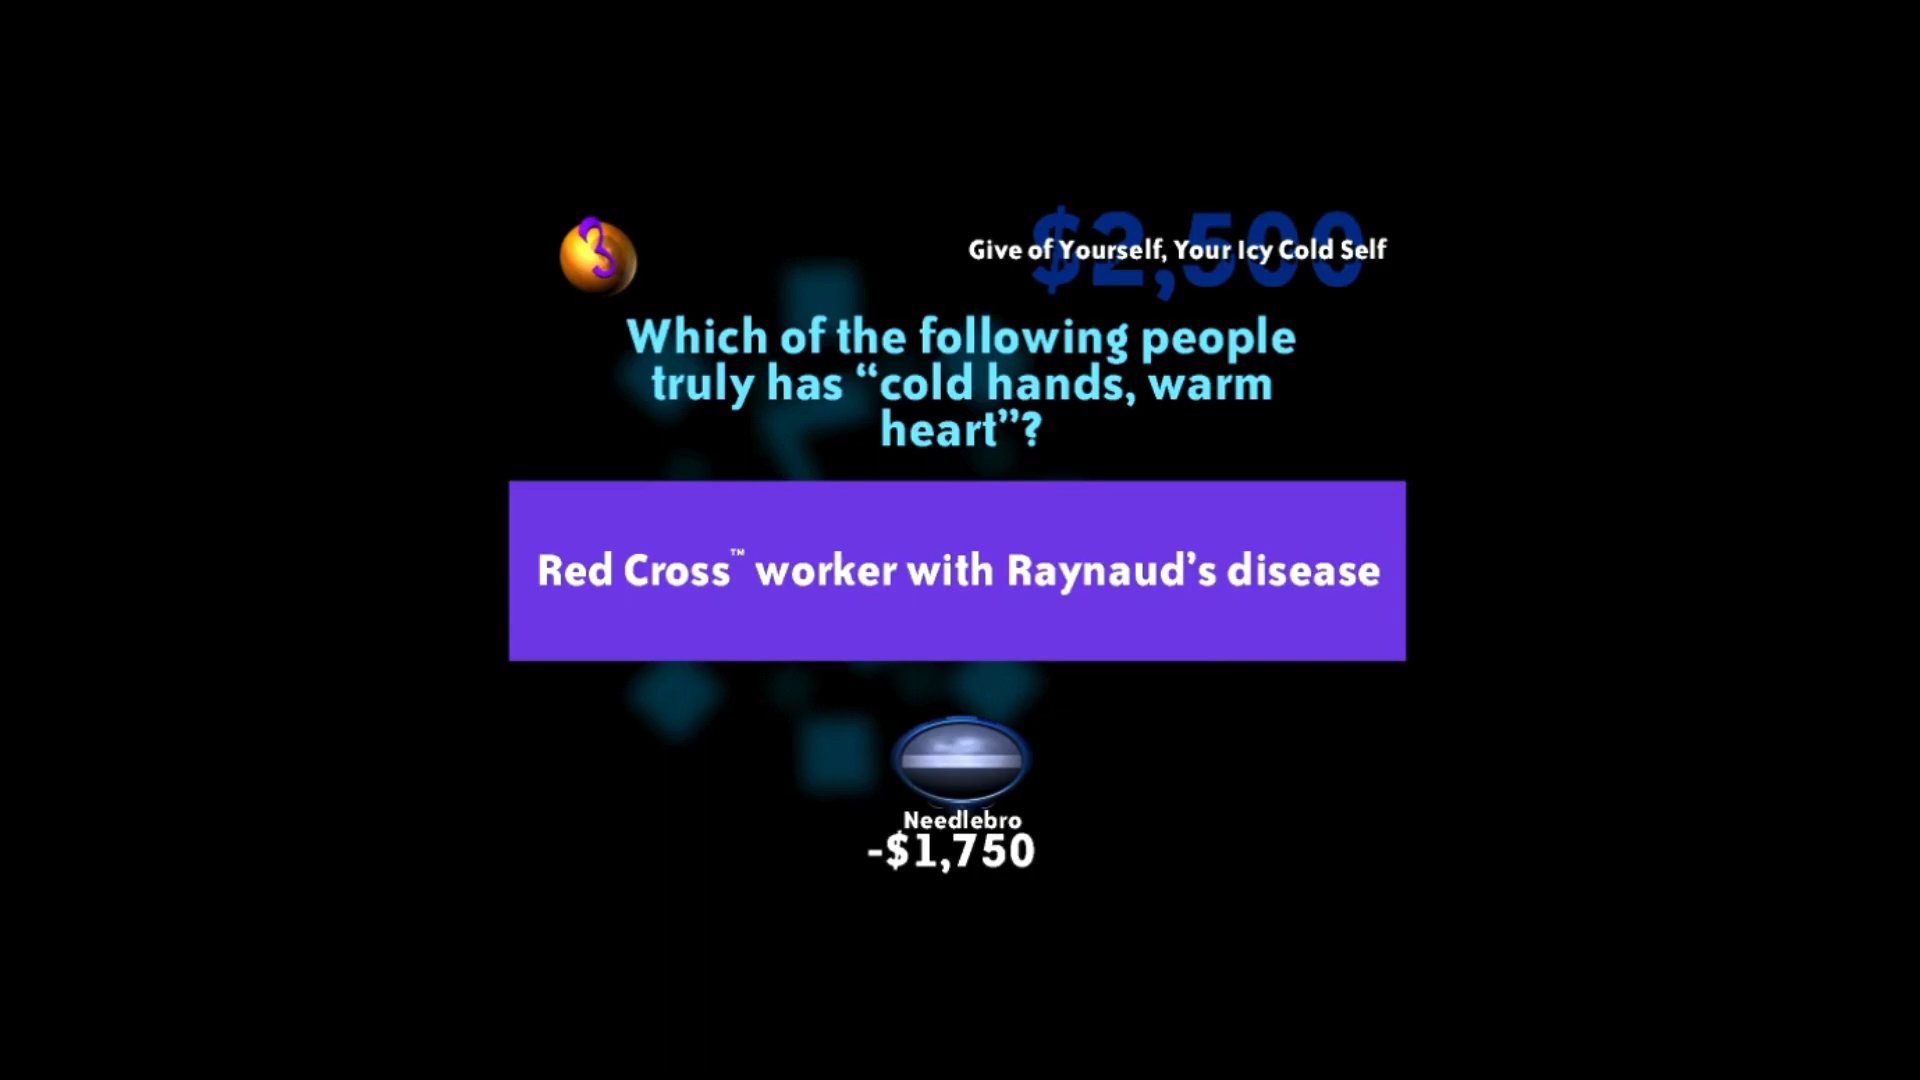 3
$2,500
Give of Yourself, Your Icy Cold Self
Which of the following people
truly has “cold hands, warm
heart”?
Red Cross™ worker with Raynaud’s disease
Needlebro
-$1,750